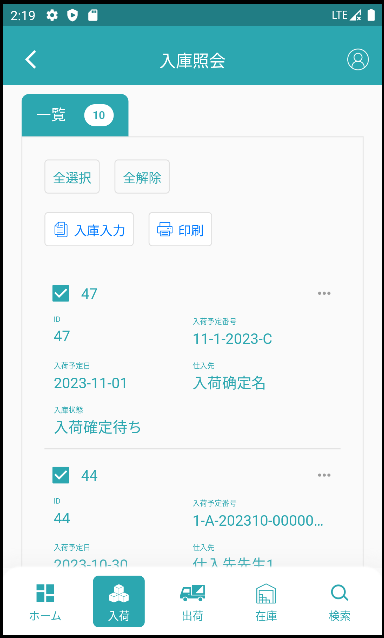 2:19 LTE
入庫照会
一覧 10
全選択 全解除
入庫入力 印刷
47
ID 入荷予定番号
47 11-1-2023-C
入荷予定日 仕入先
2023-11-01 入荷确定名
入庫状態
入荷確定待ち
44
ID 入荷予定番号
44 1-A-202310-00000…
入荷予定日 仕入先
2023-10-30 仕入先先生1
ホーム 入荷 出荷 在庫 検索